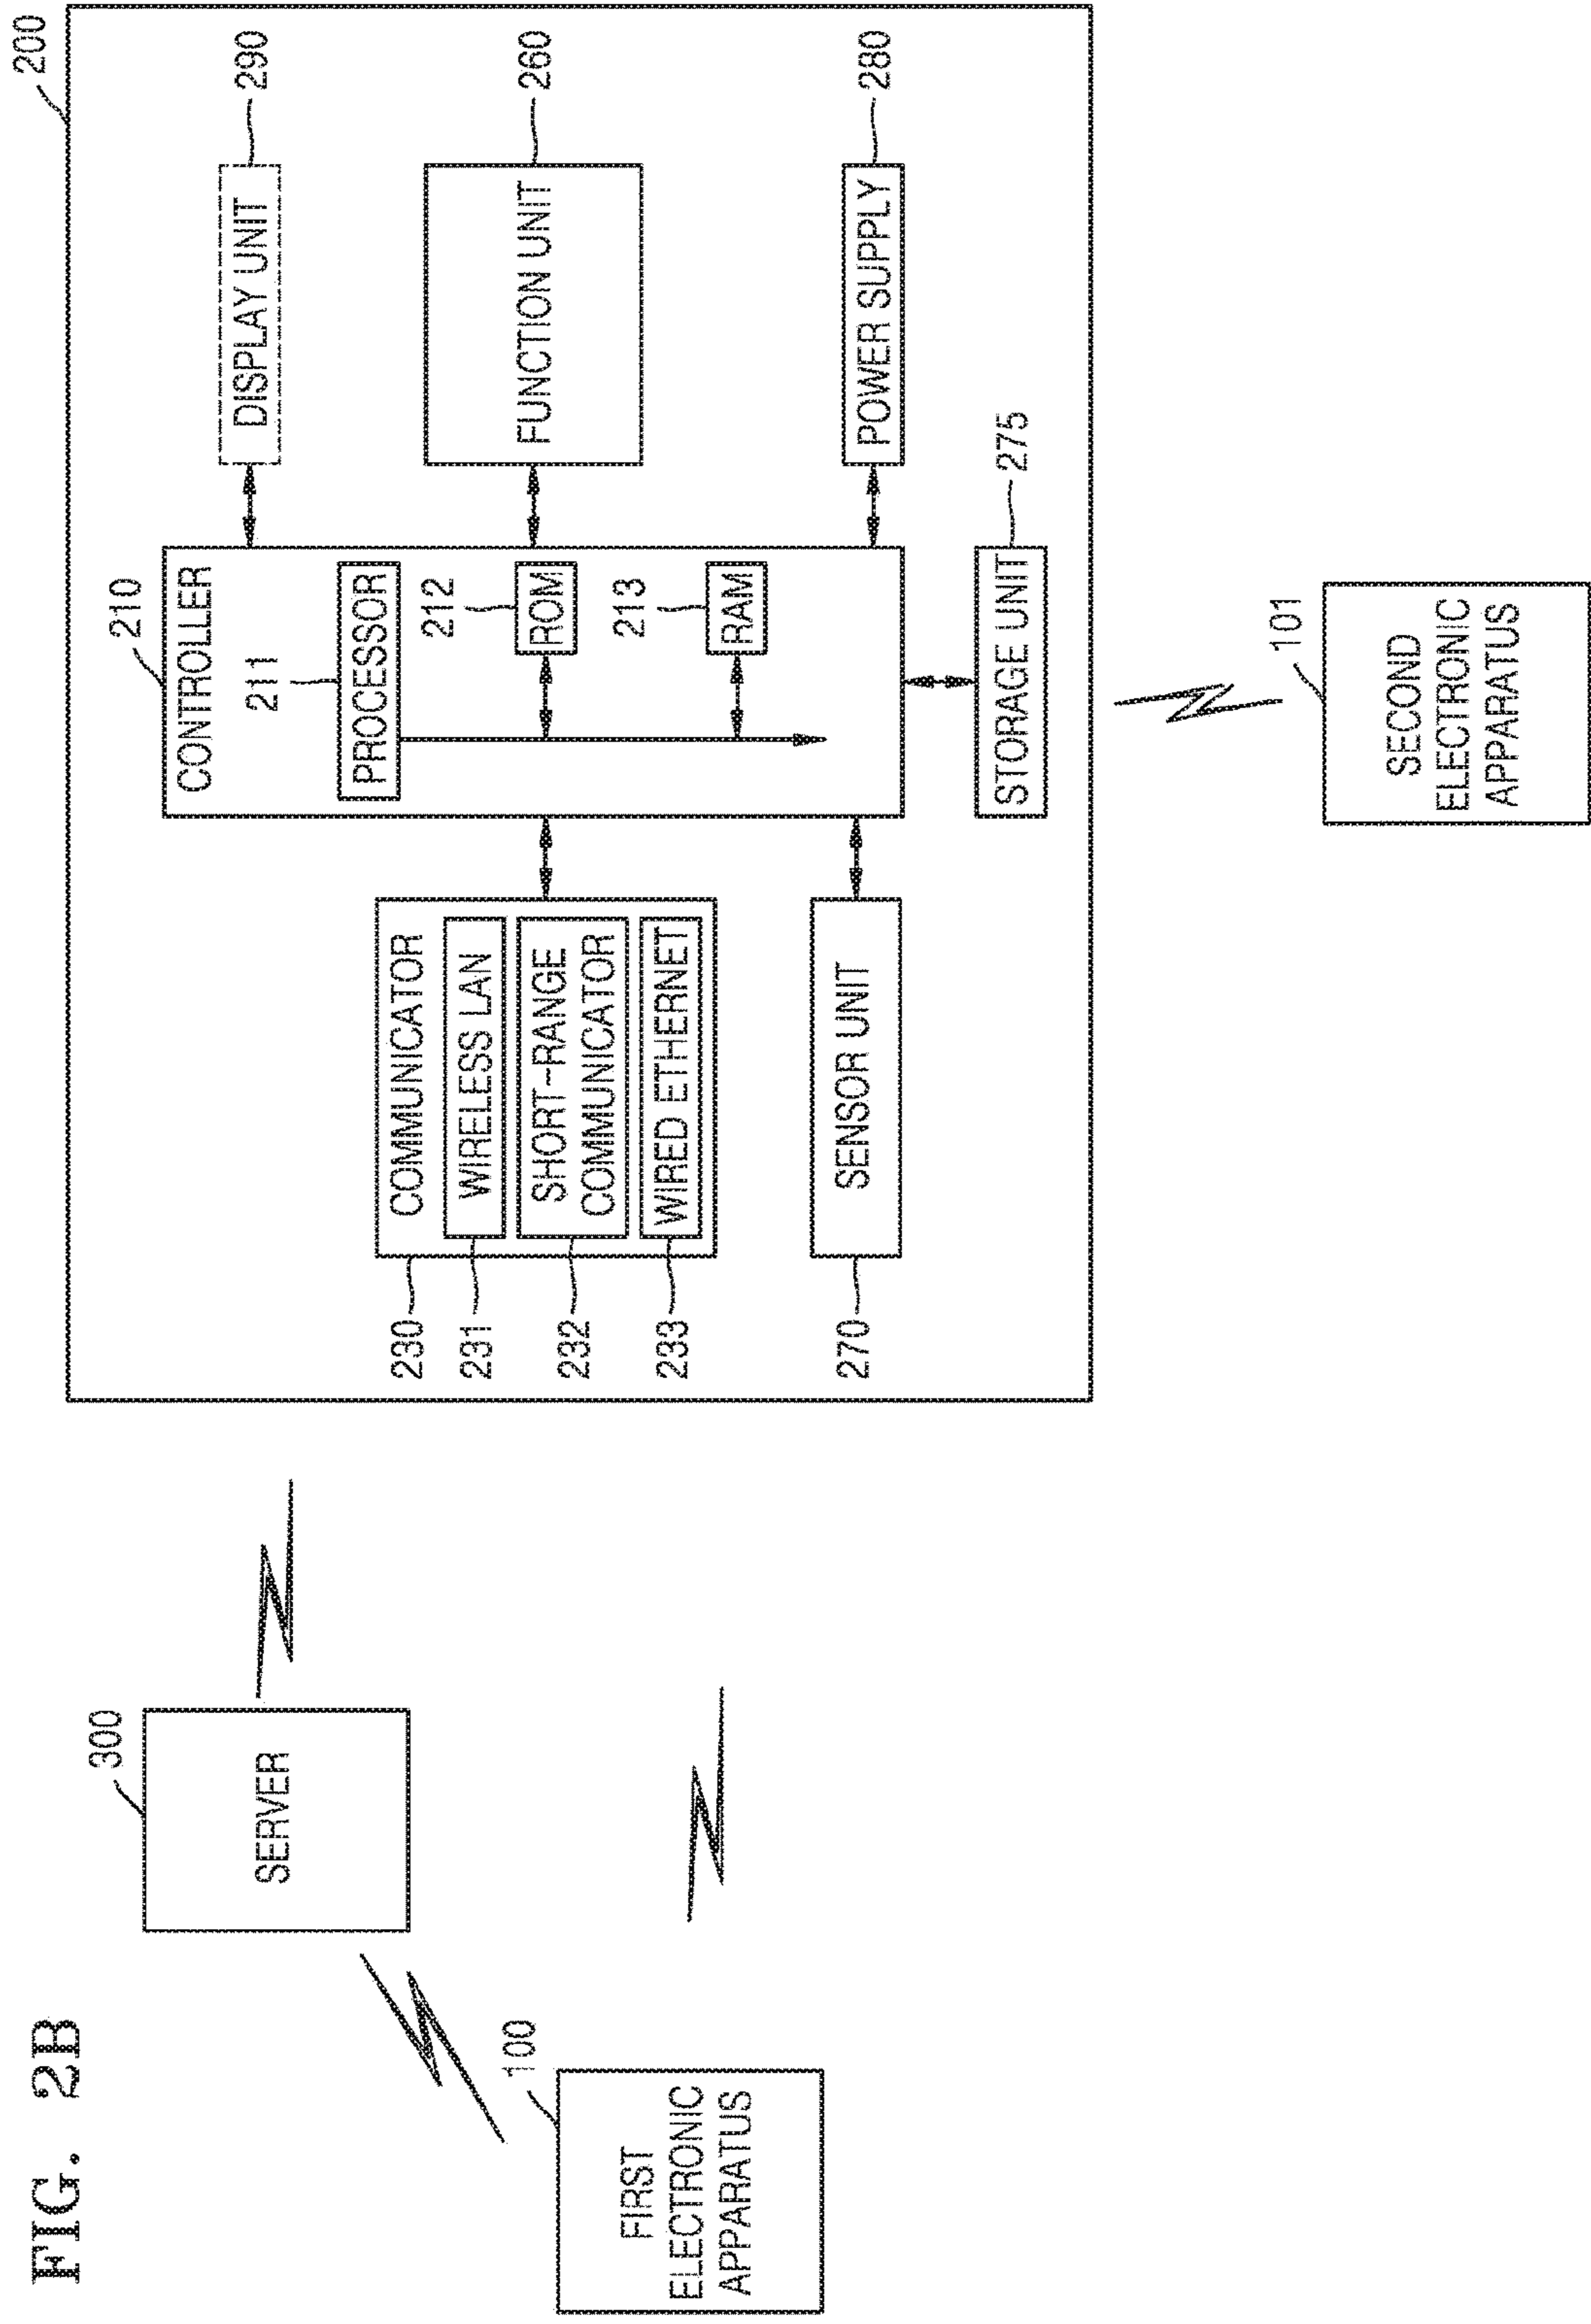 FIG. 2B
200
210
CONTROLLER
211
PROCESSOR
212
ROM
213
RAM
290
DISPLAY UNIT
260
FUNCTION UNIT
280
POWER SUPPLY
275
STORAGE UNIT
230
COMMUNICATOR
231
WIRELESS LAN
232
SHORT-RANGE
COMMUNICATOR
233
WIRED ETHERNET
270
SENSOR UNIT
300
SERVER
100
FIRST
ELECTRONIC
APPARATUS
101
SECOND
ELECTRONIC
APPARATUS